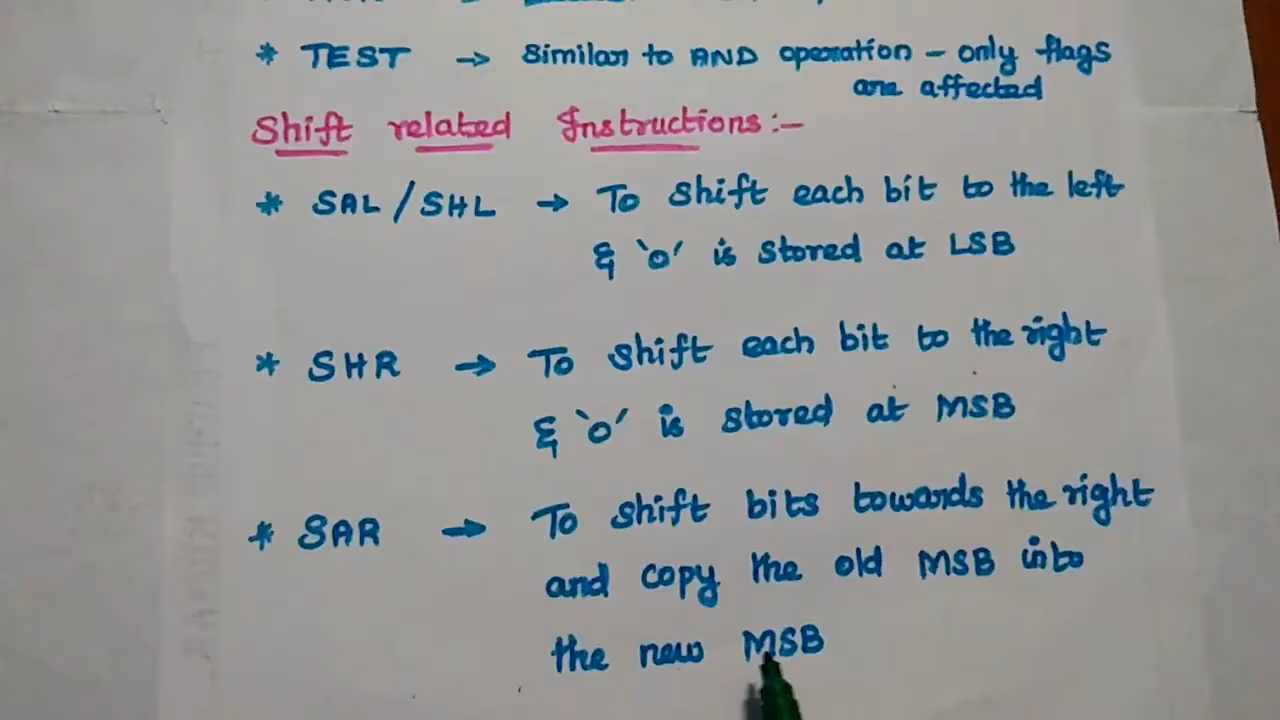 * TEST → Similar to AND operation - only flags
are affected
Shift related Instructions :-
* SAL / SHL → To shift each bit to the left
& 'o' is stored at LSB
* SHR → To shift each bit to the right
& 'o' is stored at MSB
* SAR → To shift bits towards the right
and copy the old MSB into
the new MSB